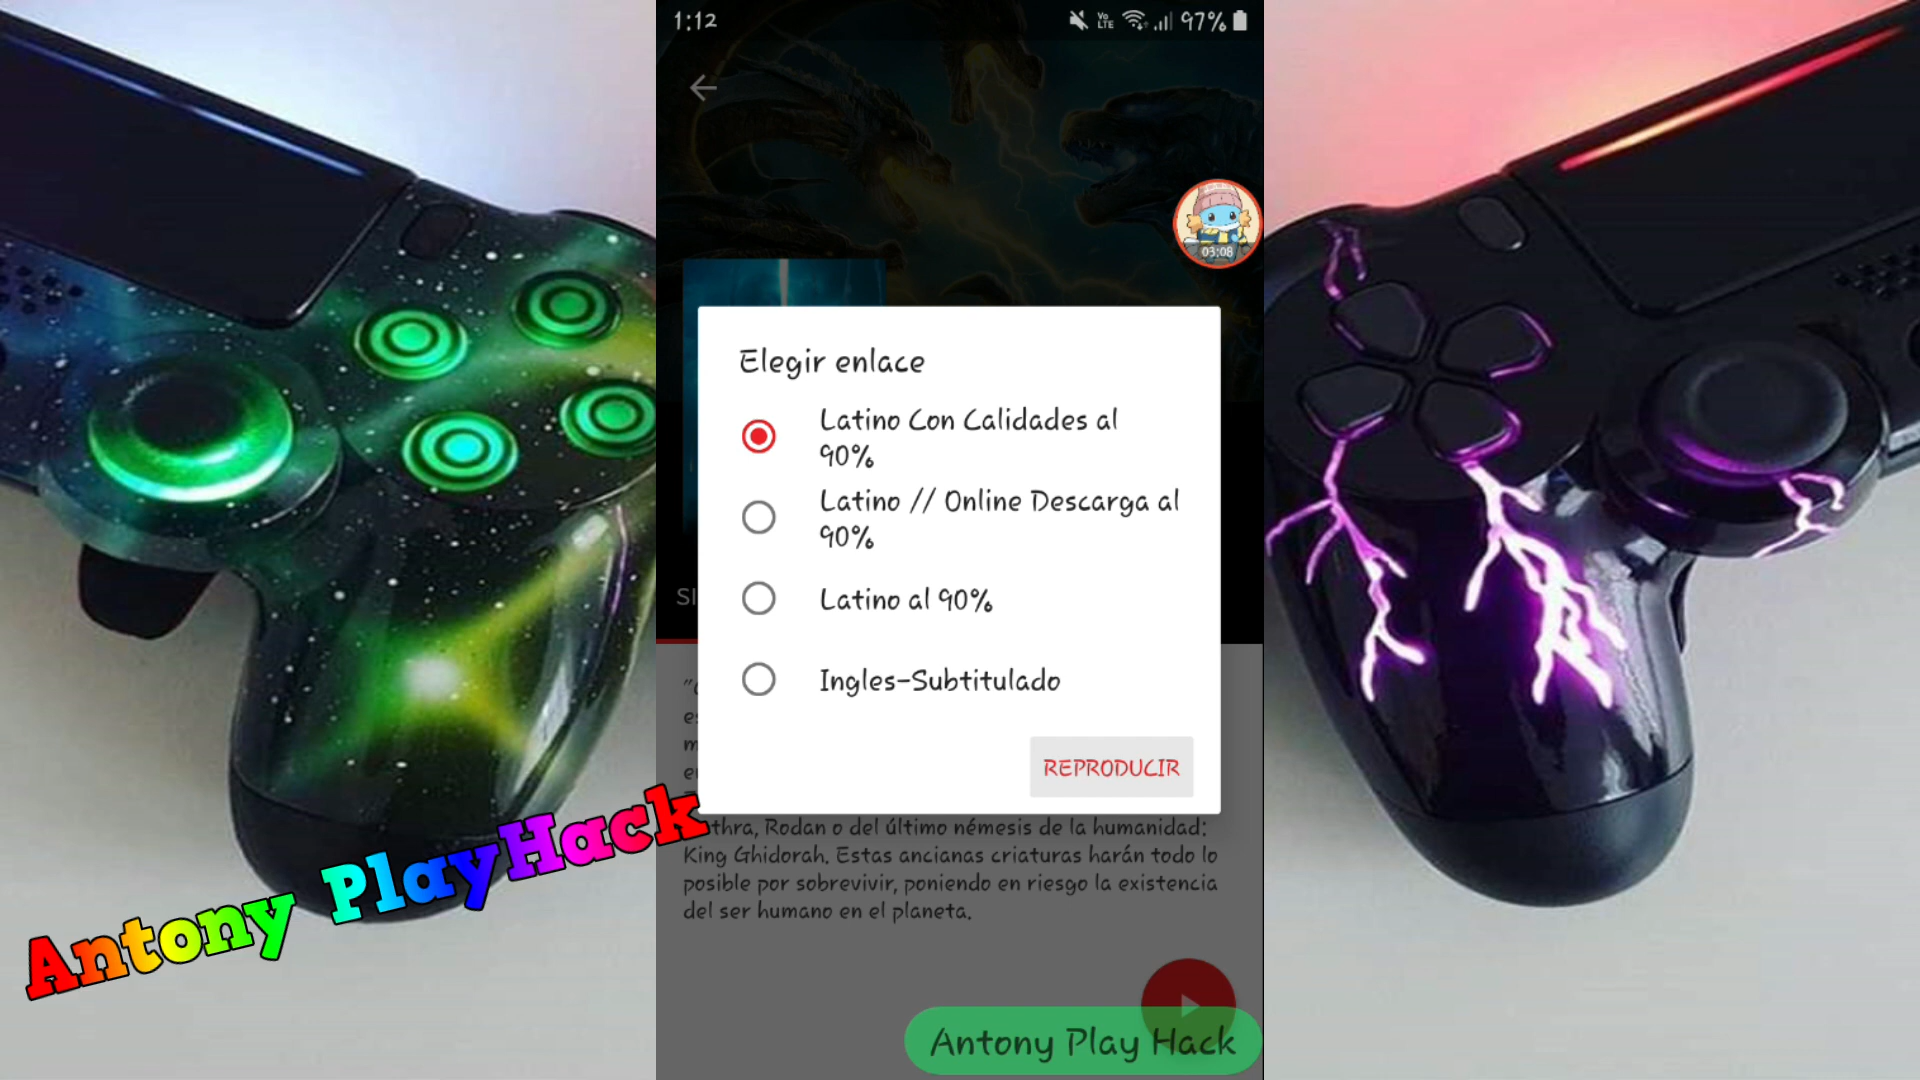 1:12
Vo
LTE
97%
03:08
Elegir enlace
Latino Con Calidades al
90%
Latino // Online Descarga al
90%
Latino al 90%
Ingles-Subtitulado
REPRODUCIR
thra, Rodan o del último némesis de la humanidad:
King Ghidorah. Estas ancianas criaturas harán todo lo
posible por sobrevivir, poniendo en riesgo la existencia
del ser humano en el planeta.
Antony PlayHack
Antony Play Hack